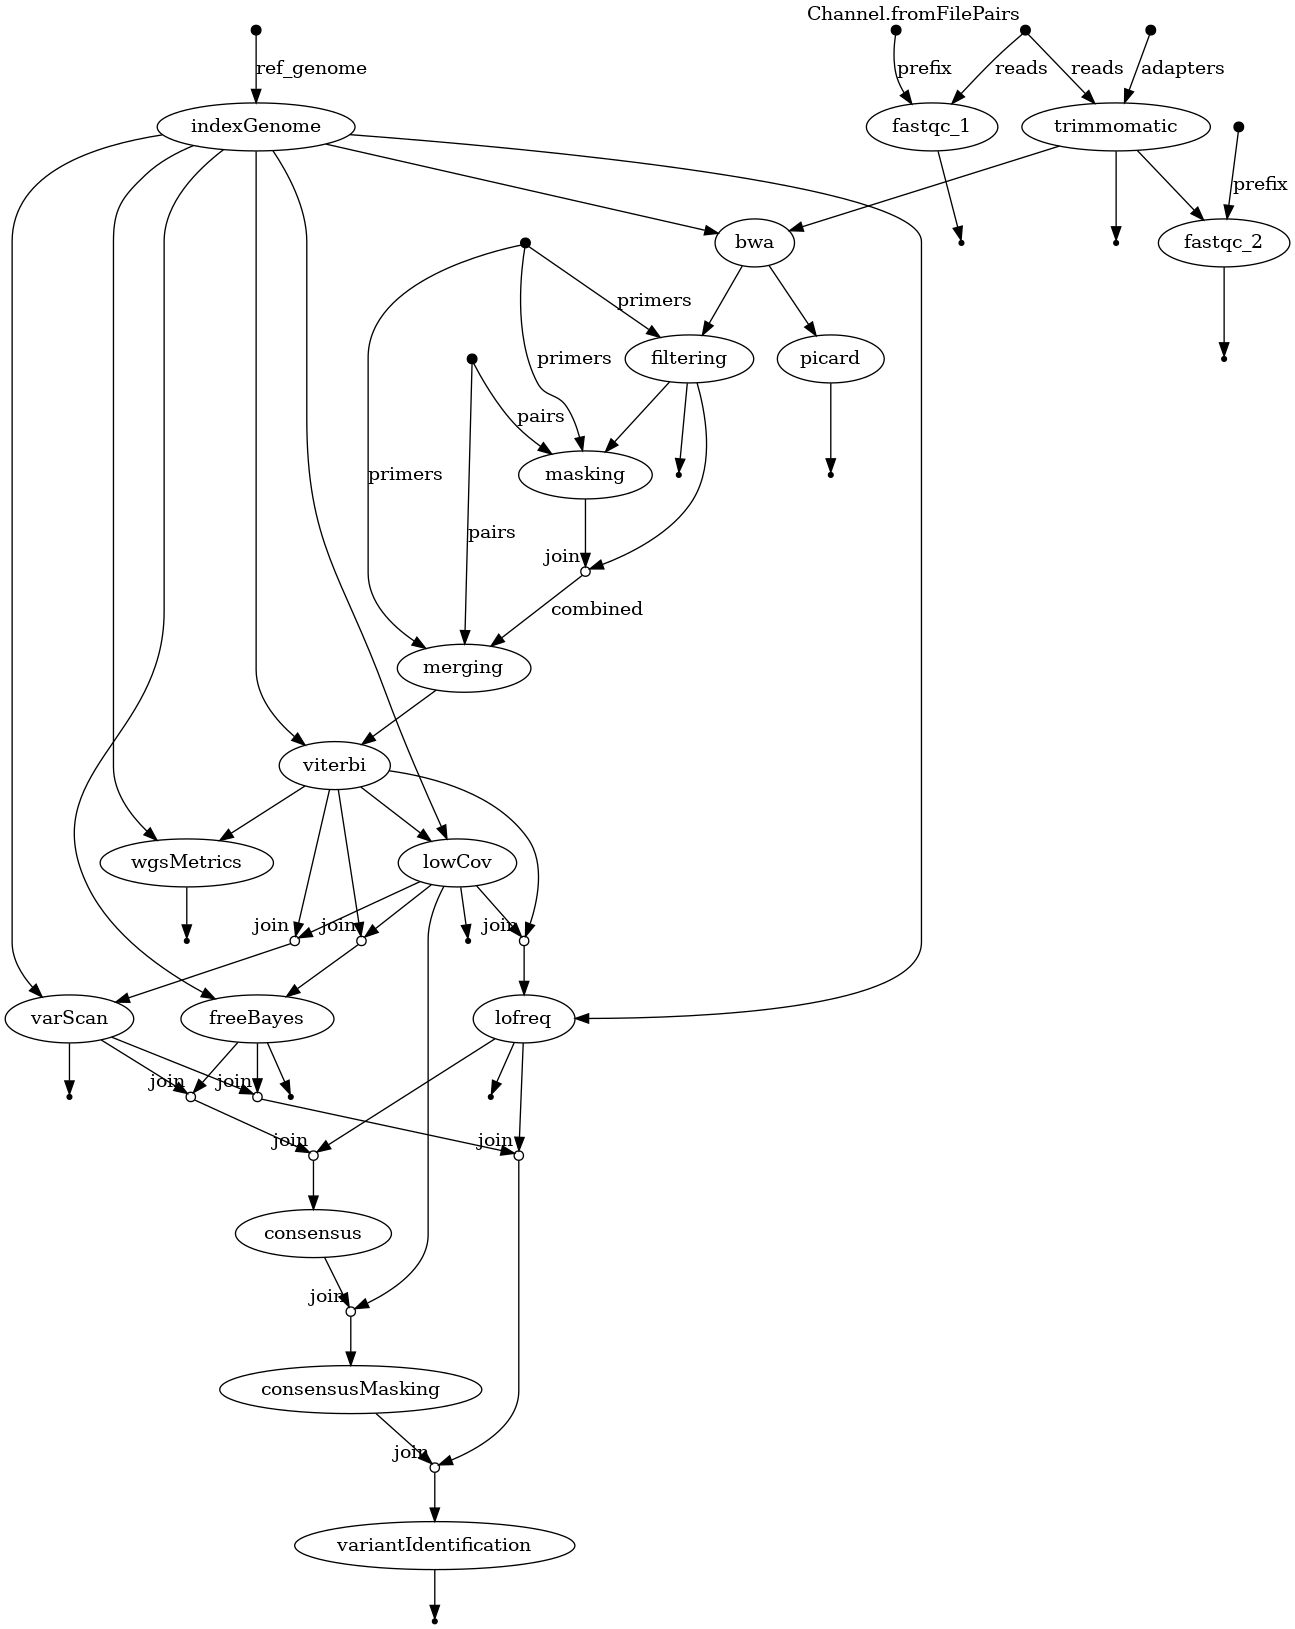 Channel.fromFilePairs
ref_genome
prefix
reads
reads
adapters
indexGenome
fastqc_1
trimmomatic
prefix
bwa
fastqc_2
primers
primers
filtering
picard
pairs
primers
masking
pairs
join
combined
merging
viterbi
wgsMetrics
lowCov
join
join
join
varScan
freeBayes
lofreq
join
join
join
join
consensus
join
consensusMasking
join
variantIdentification